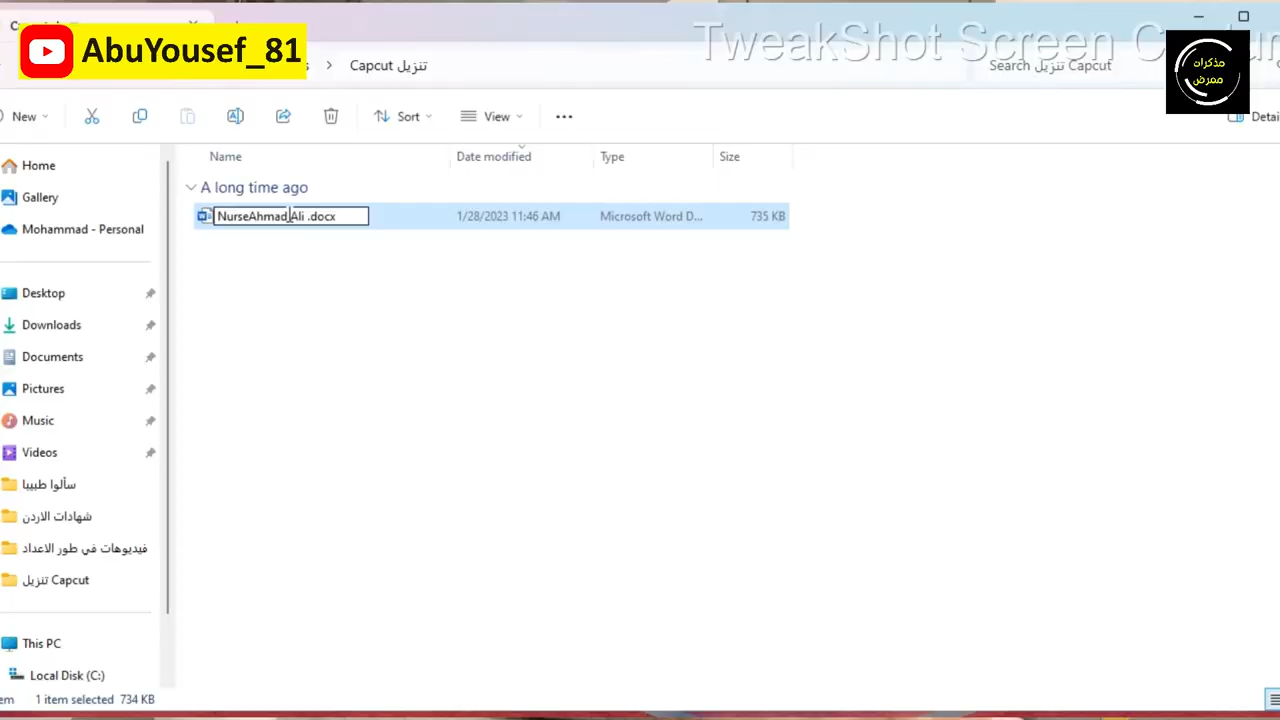 AbuYousef_81
TweakShot Screen
مذكرات
ممرض
تنزيل Capcut
Search تنزيل Capcut
New
Sort
View
Name
Date modified
Type
Size
A long time ago
NurseAhmad_Ali .docx
1/28/2023 11:46 AM
Microsoft Word D...
735 KB
Home
Gallery
Mohammad - Personal
Desktop
Downloads
Documents
Pictures
Music
Videos
سألوا طبيبا
شهادات الاردن
فيديوهات في طور الاعداد
تنزيل Capcut
This PC
Local Disk (C:)
1 item selected 734 KB